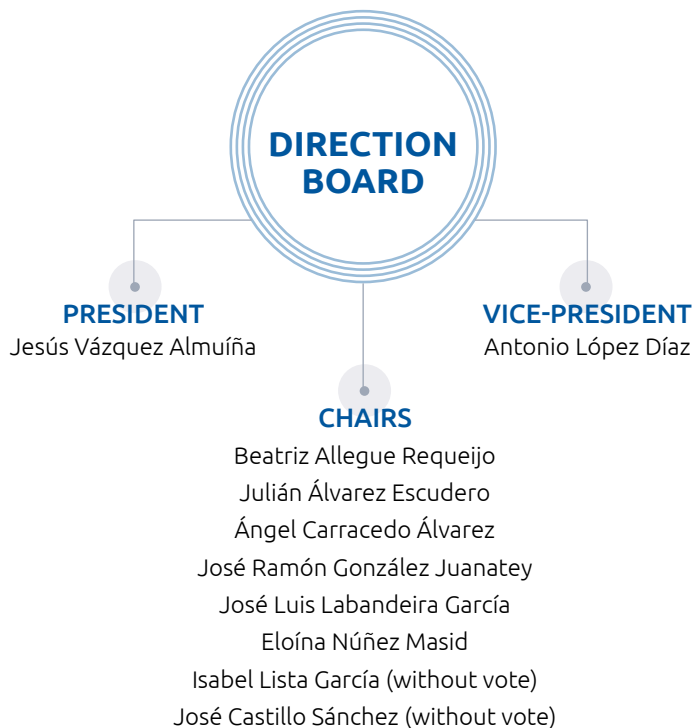 DIRECTION
BOARD
PRESIDENT
Jesús Vázquez Almuíña
VICE-PRESIDENT
Antonio López Díaz
CHAIRS
Beatriz Allegue Requeijo
Julián Álvarez Escudero
Ángel Carracedo Álvarez
José Ramón González Juanatey
José Luis Labandeira García
Eloína Núñez Masid
Isabel Lista García (without vote)
José Castillo Sánchez (without vote)